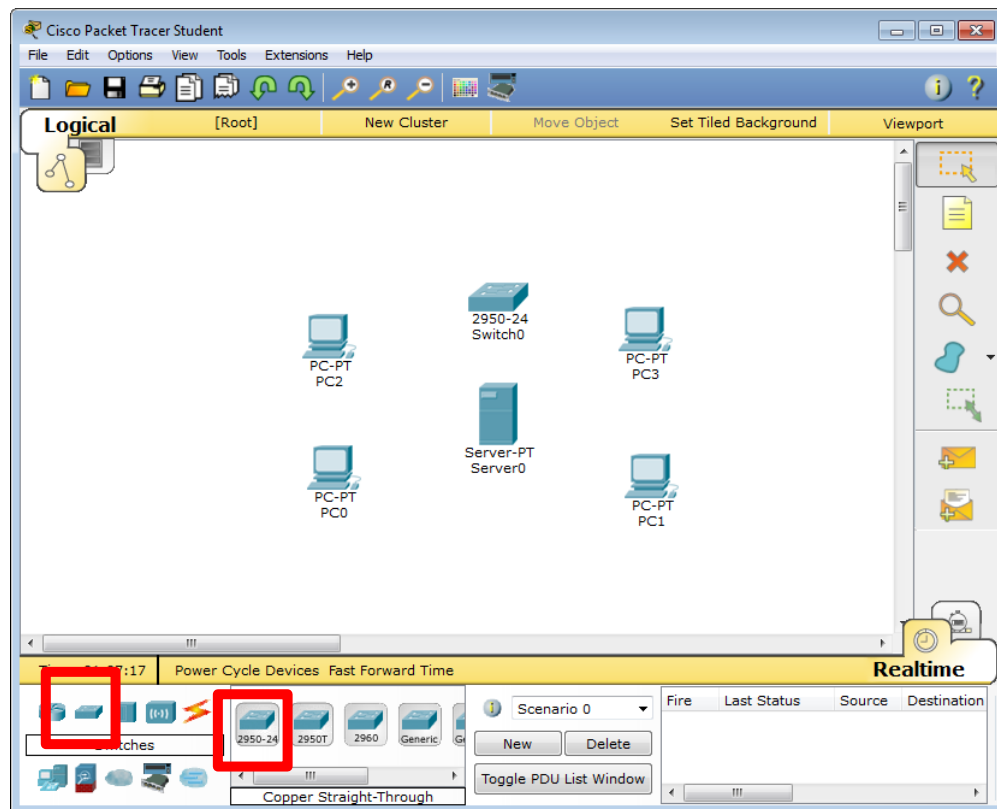 Cisco Packet Tracer Student
File Edit Options View Tools Extensions Help
Logical [Root] New Cluster Move Object Set Tiled Background Viewport
2950-24
Switch0
PC-PT
PC2
PC-PT
PC3
Server-PT
Server0
PC-PT
PC0
PC-PT
PC1
7:17 Power Cycle Devices Fast Forward Time Realtime
Scenario 0 Fire Last Status Source Destination
2950-24 2950T 2960 Generic Ge
New Delete
Toggle PDU List Window
Copper Straight-Through